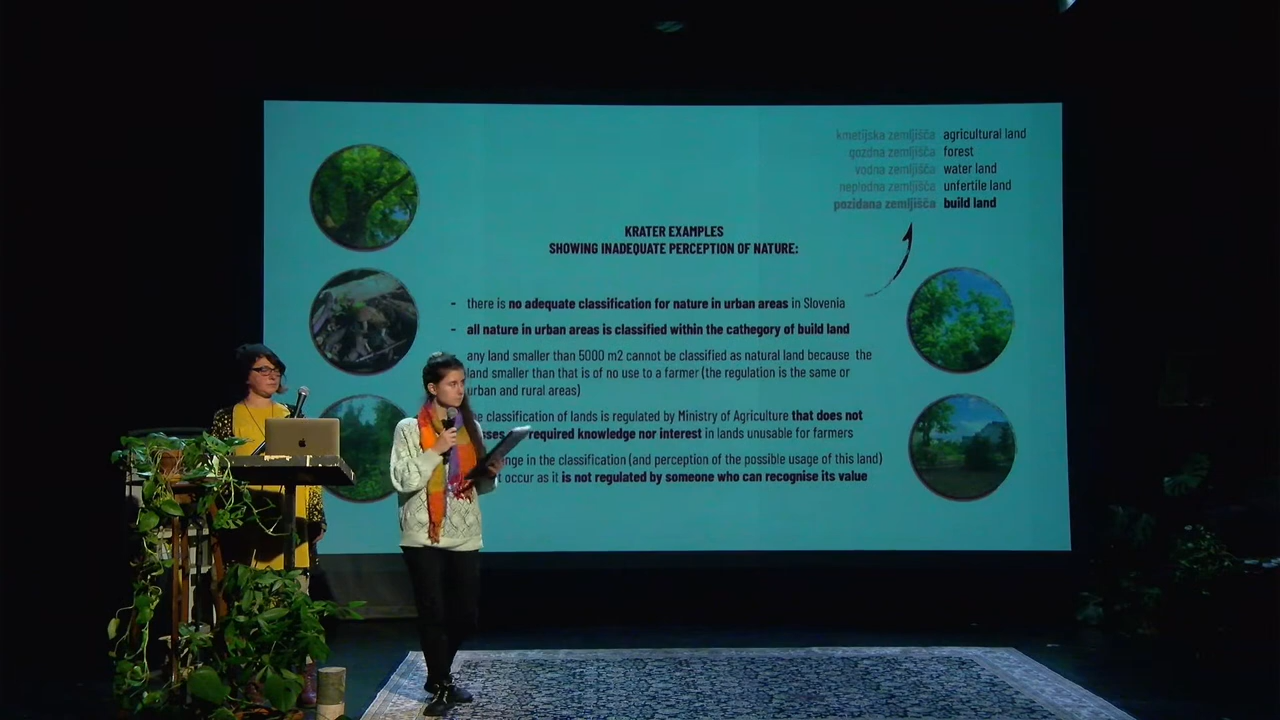 kmetijska zemljišča agricultural land
gozdna zemljišča forest
vodna zemljišča water land
neplodna zemljišča unfertile land
pozidana zemljišča build land
KRATER EXAMPLES
SHOWING INADEQUATE PERCEPTION OF NATURE:
- there is no adequate classification for nature in urban areas in Slovenia
- all nature in urban areas is classified within the cathegory of build land
any land smaller than 5000 m2 cannot be classified as natural land because the
land smaller than that is of no use to a farmer (the regulation is the same or
urban and rural areas)
classification of lands is regulated by Ministry of Agriculture that does not
required knowledge nor interest in lands unusable for farmers
in the classification (and perception of the possible usage of this land)
occur as it is not regulated by someone who can recognise its value